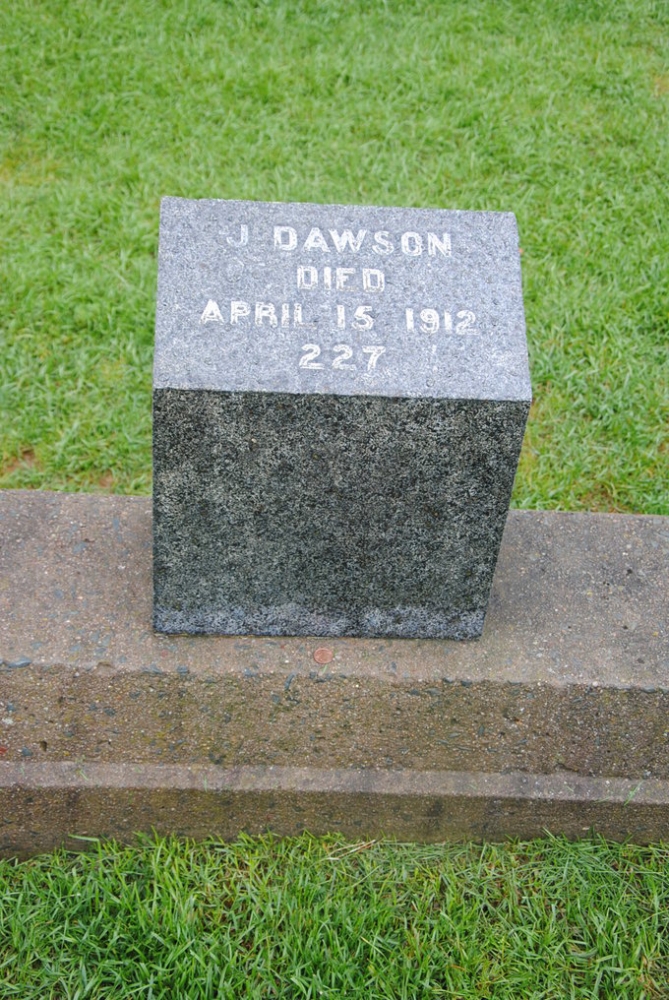 J DAWSON
DIED
APRIL 15 1912
227